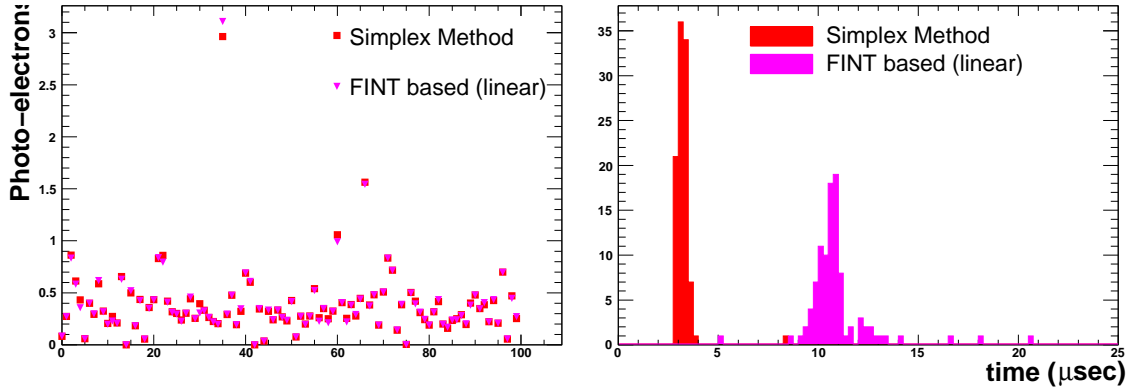 Photo-electrons
3
2.5
2
1.5
1
0.5
0
0 20 40 60 80 100
Simplex Method
FINT based (linear)
35
30
25
20
15
10
5
0
0 5 10 15 20 25
Simplex Method
FINT based (linear)
time (μsec)